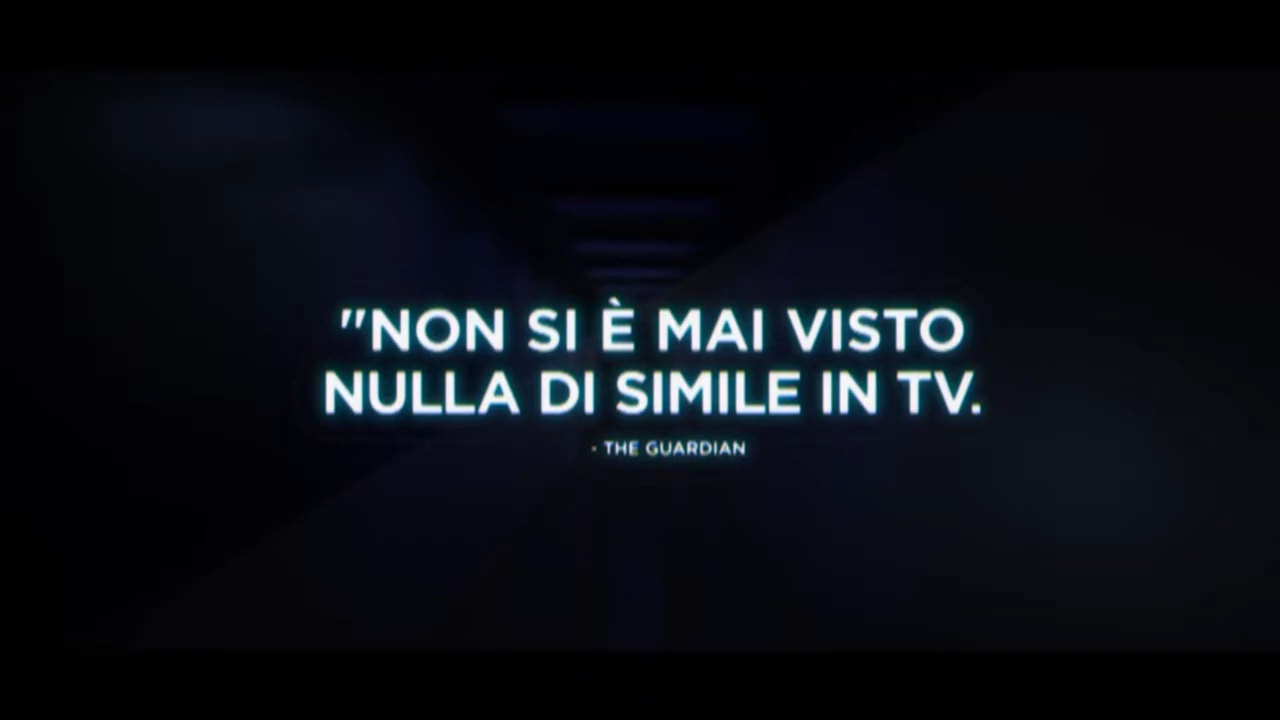 "NON SI È MAI VISTO
NULLA DI SIMILE IN TV.
- THE GUARDIAN